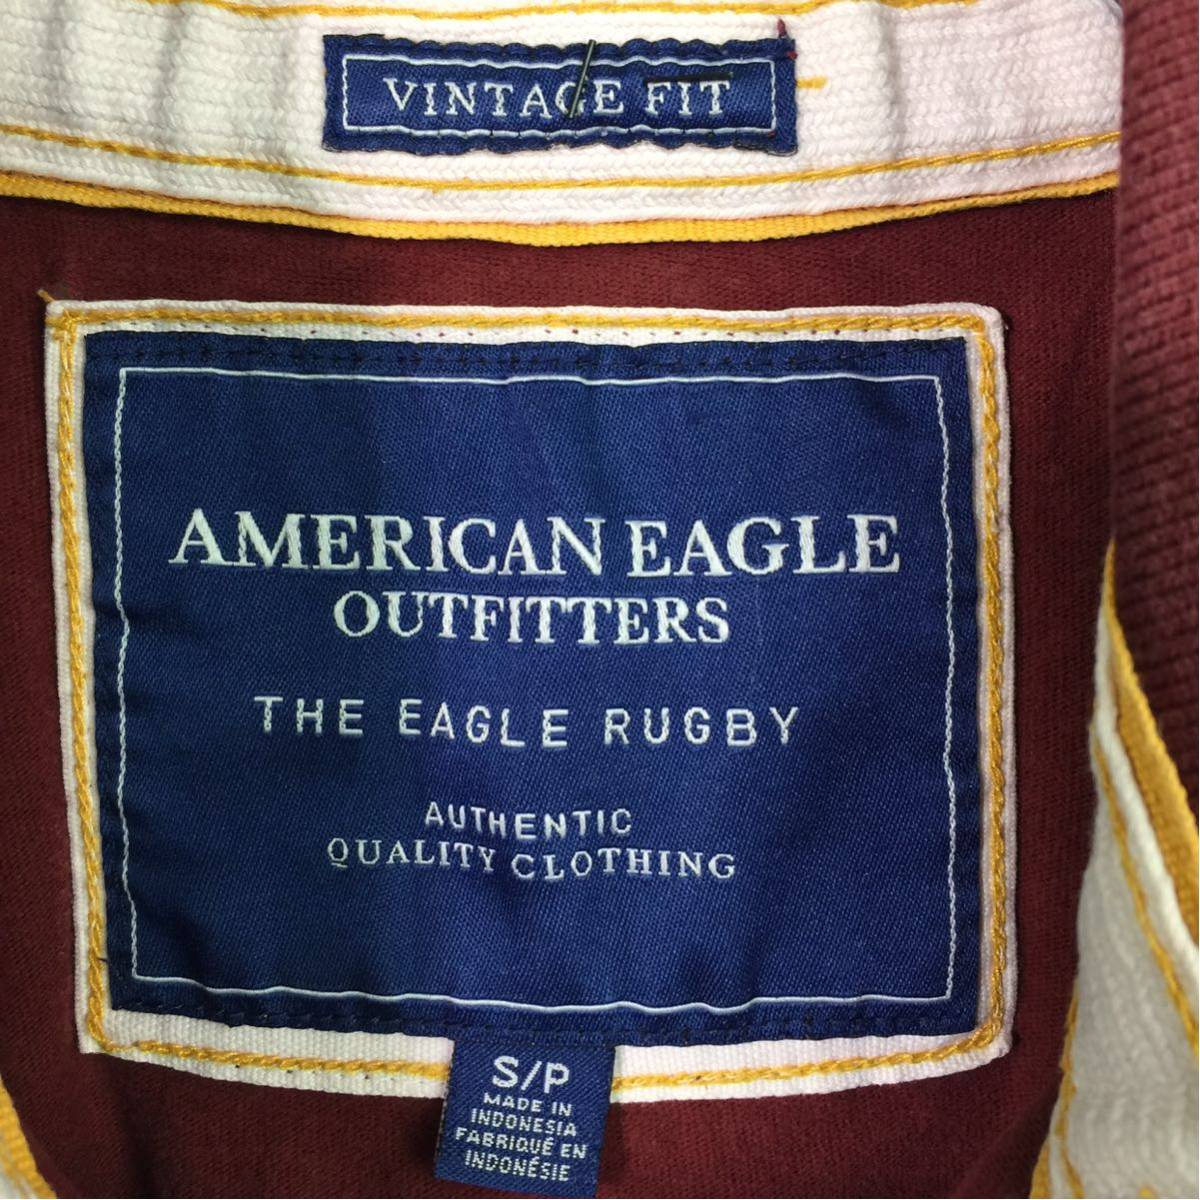 VINTAGE FIT
AMERICAN EAGLE
OUTFITTERS
THE EAGLE RUGBY
AUTHENTIC
QUALITY CLOTHING
S/P
MADE IN
INDONESIA
FABRIQUÉ EN
INDONÉSIE